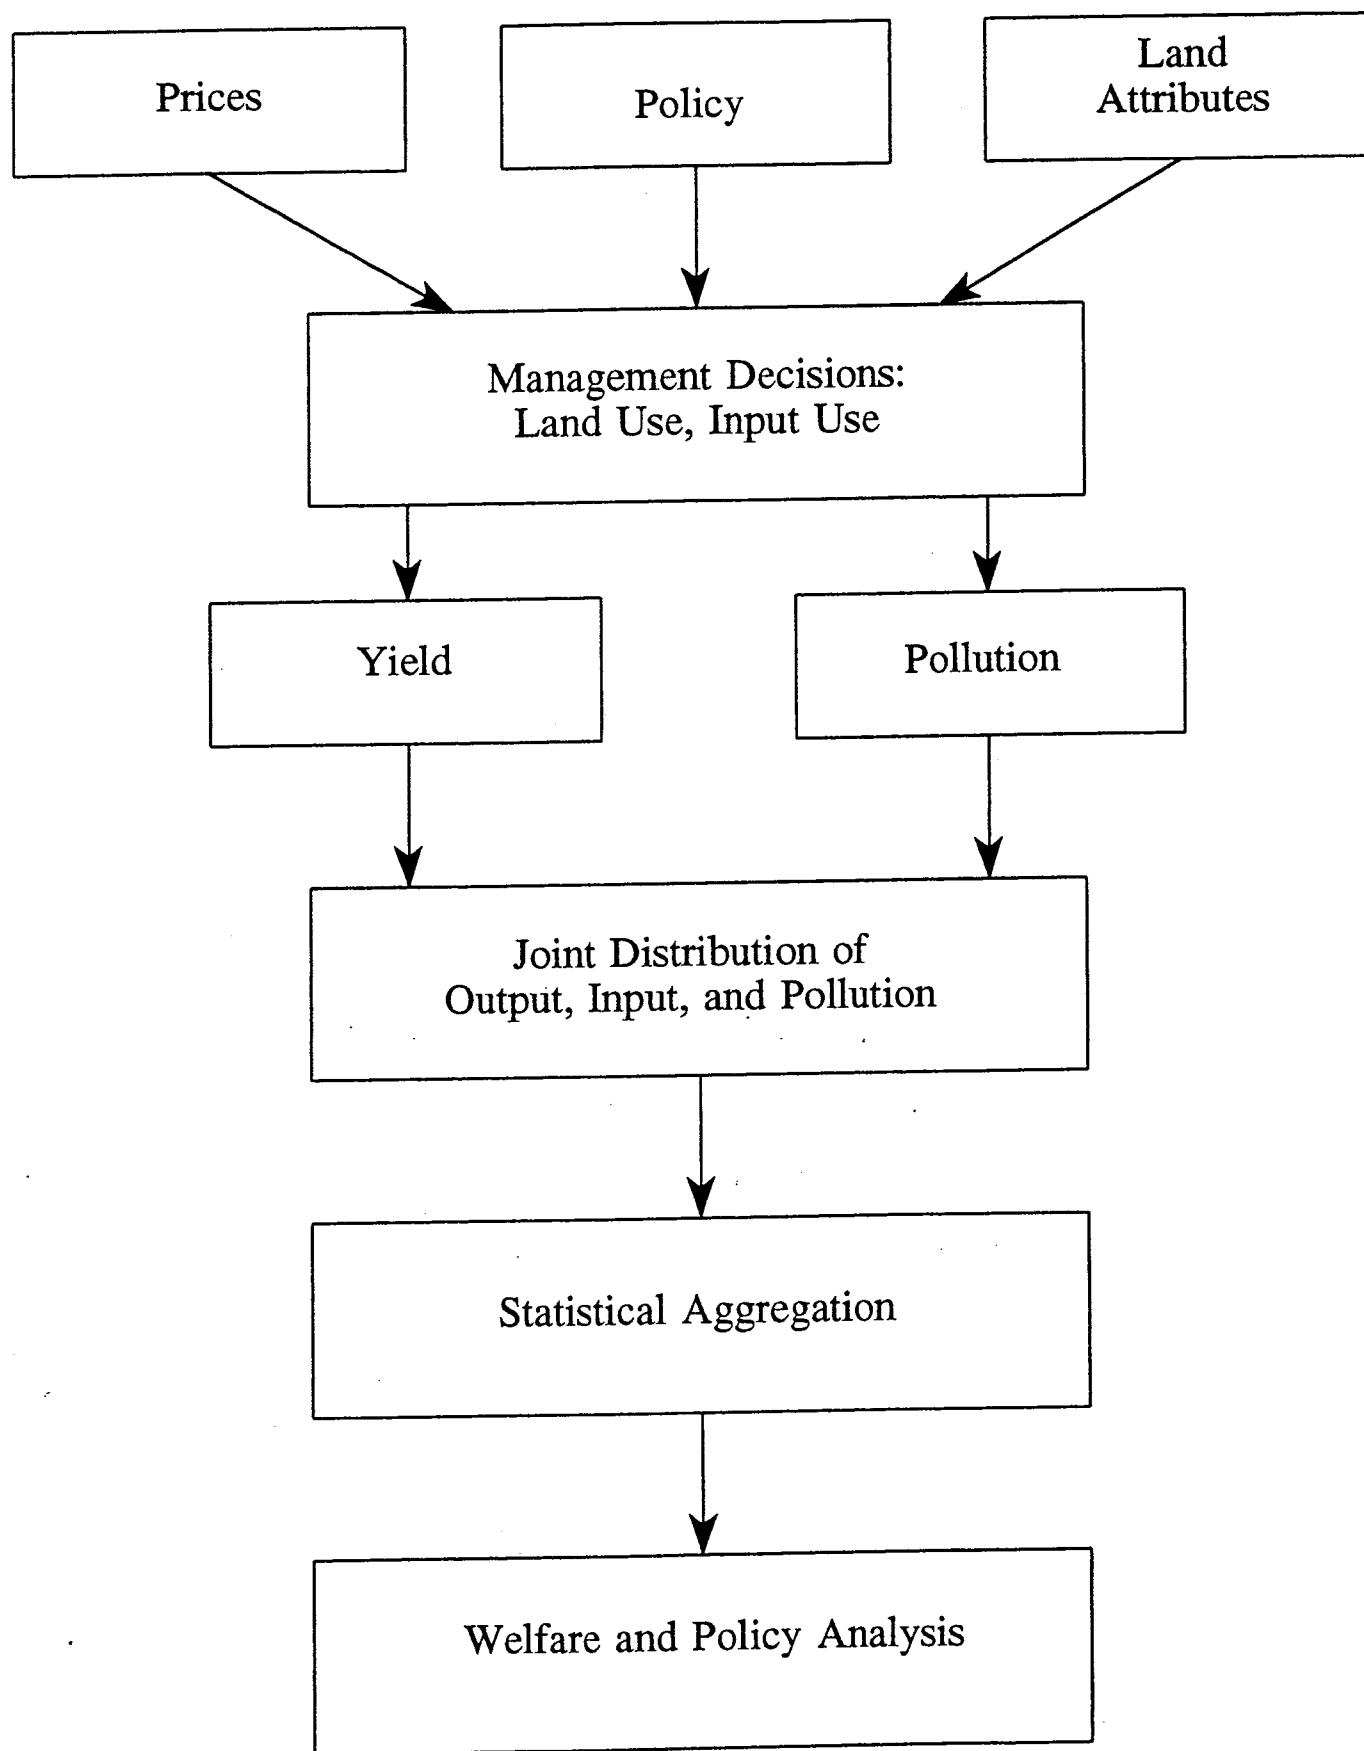 Prices
Policy
Land
Attributes
Management Decisions:
Land Use, Input Use
Yield
Pollution
Joint Distribution of
Output, Input, and Pollution
Statistical Aggregation
Welfare and Policy Analysis